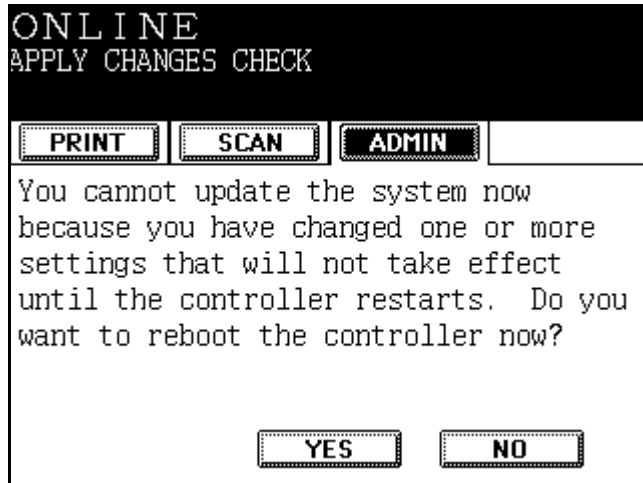 ONLINE
APPLY CHANGES CHECK
PRINT SCAN ADMIN
You cannot update the system now
because you have changed one or more
settings that will not take effect
until the controller restarts. Do you
want to reboot the controller now?
YES NO